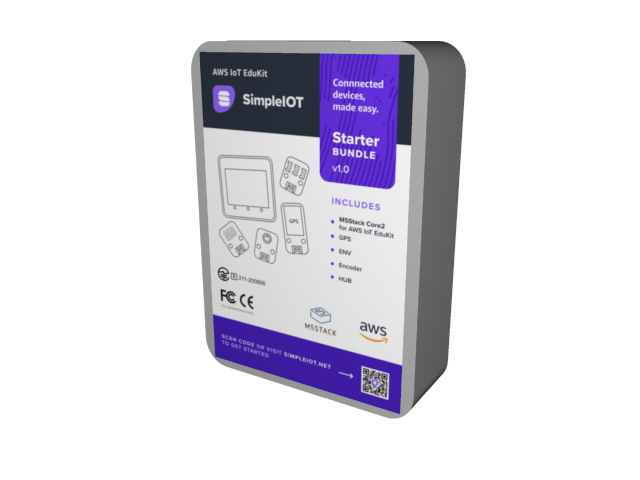 AWS IoT EduKit
SimpleIOT
Connnected
devices,
made easy.
Starter
BUNDLE
v1.0
GPS
INCLUDES
M5Stack Core2
for AWS IoT EduKit
GPS
ENV
Encoder
HUB
R 211-200806
FC CE
M5STACK
aws
SCAN CODE OR VISIT SIMPLEIOT.NET
TO GET STARTED